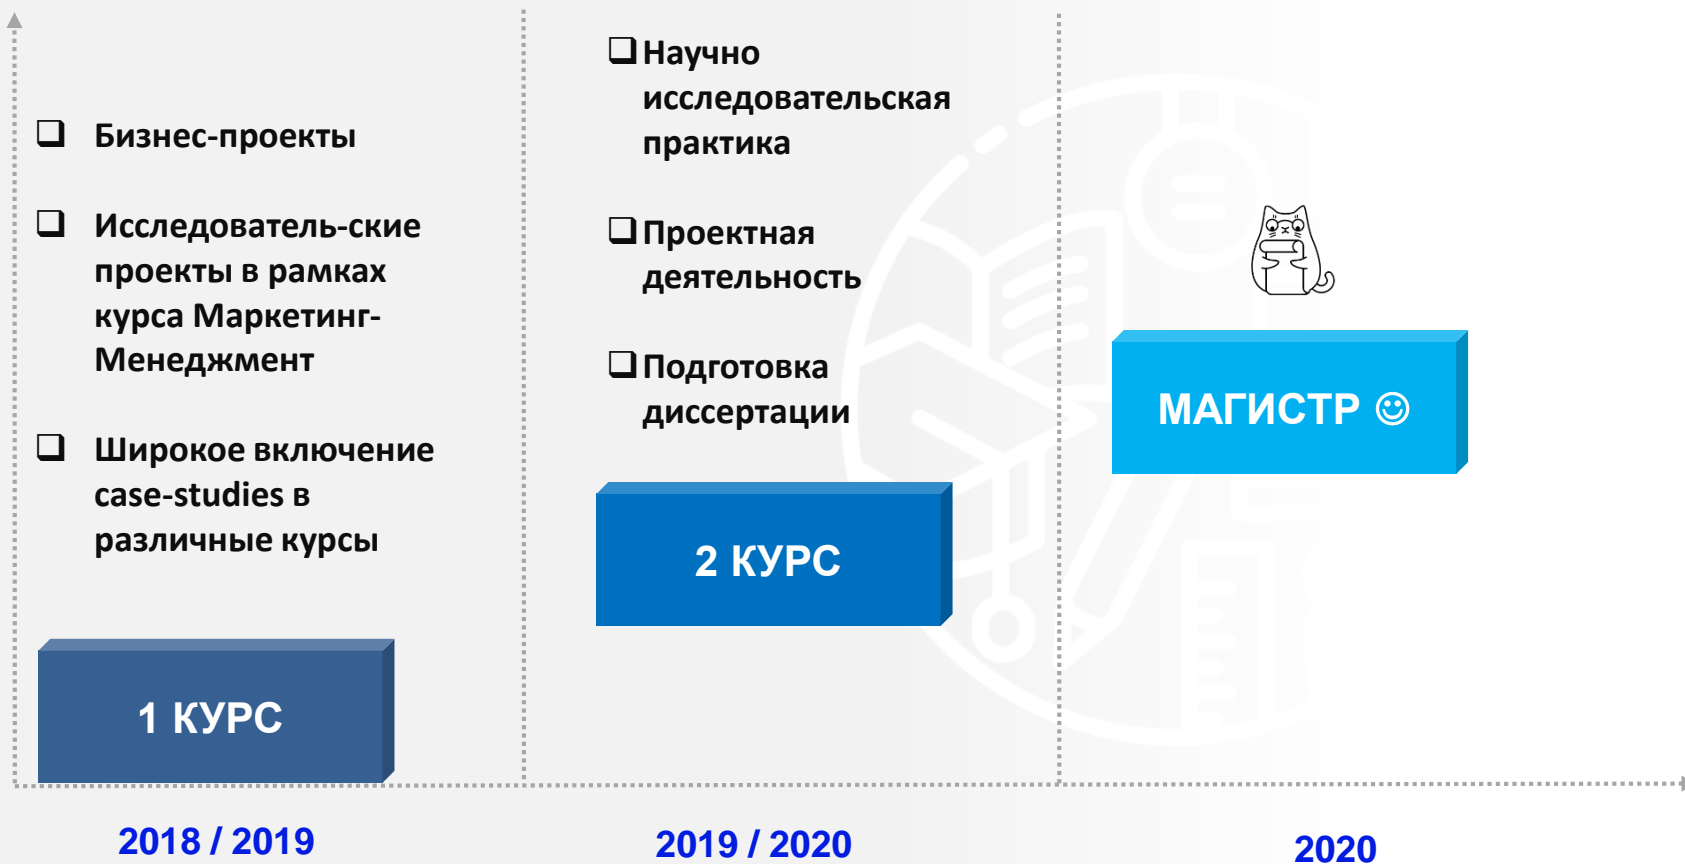 Бизнес-проекты
Исследователь-ские
проекты в рамках
курса Маркетинг-
Менеджмент
Широкое включение
case-studies в
различные курсы
1 КУРС
2018 / 2019
Научно
исследовательская
практика
Проектная
деятельность
Подготовка
диссертации
2 КУРС
2019 / 2020
МАГИСТР ☺
2020